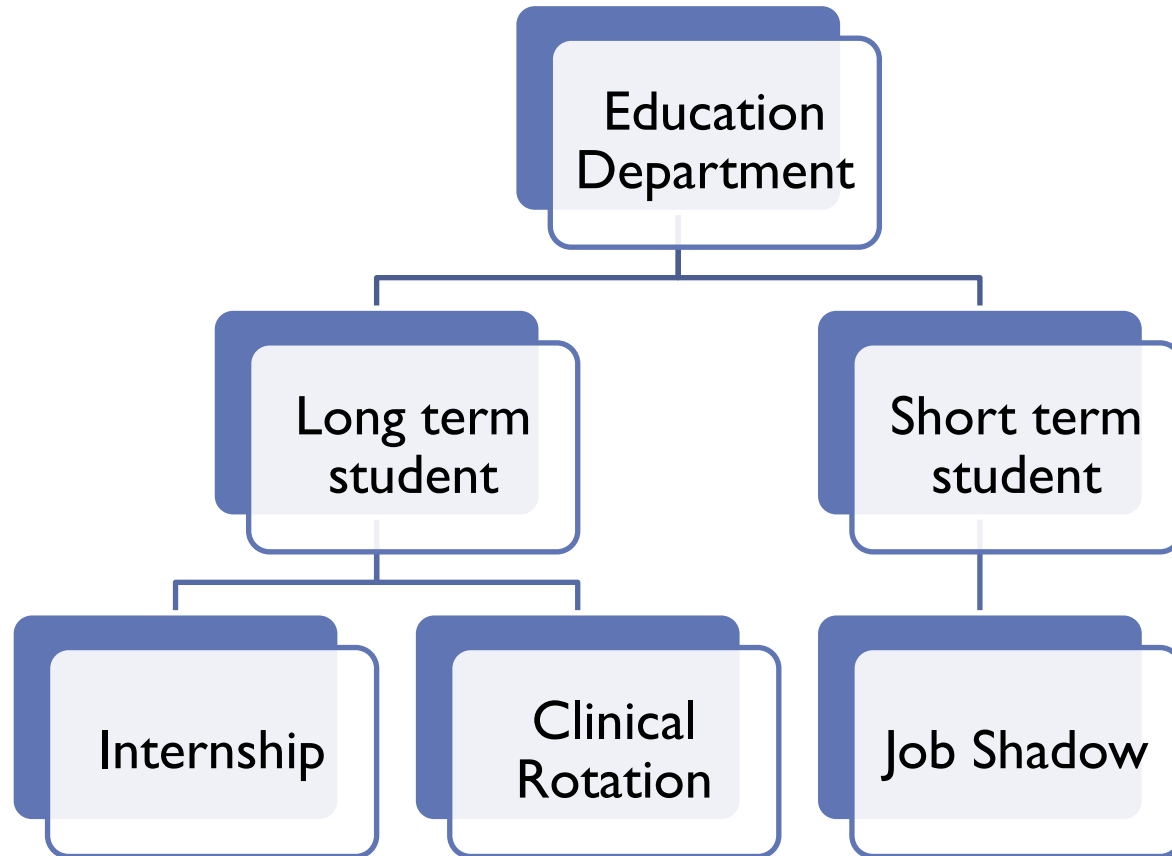 Education
Department
Long term
student
Short term
student
Internship
Clinical
Rotation
Job Shadow